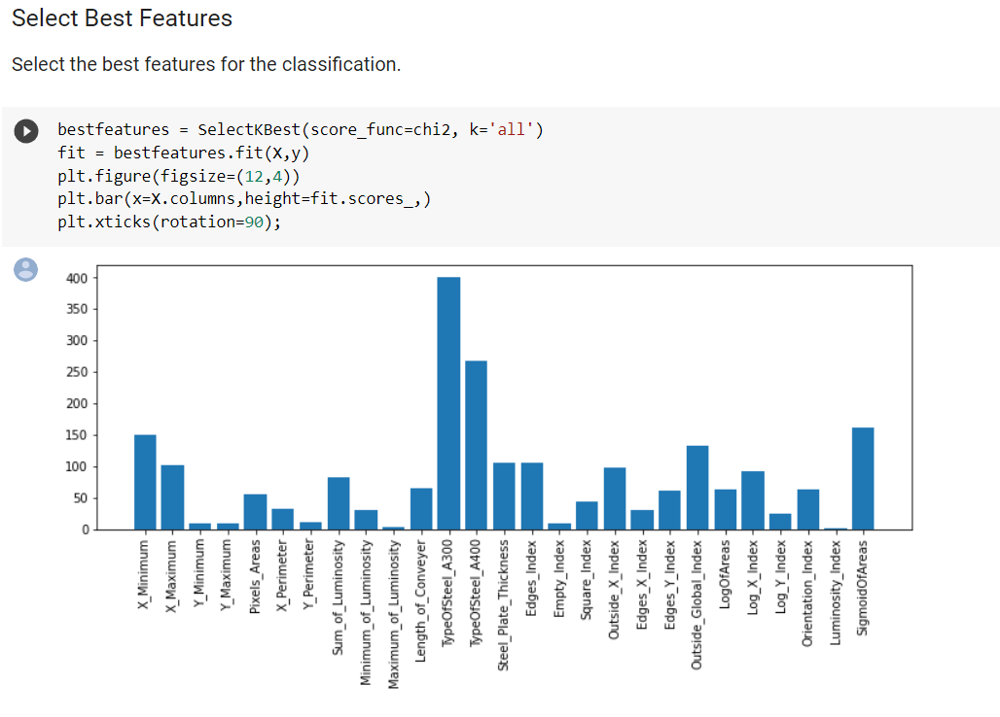 Select Best Features
Select the best features for the classification.
bestfeatures = SelectKBest(score_func=chi2, k='all')
fit = bestfeatures.fit(X,y)
plt.figure(figsize=(12,4))
plt.bar(x=X.columns,height=fit.scores_,)
plt.xticks(rotation=90);
400
350
300
250
200
150
100
50
0
X_Minimum
X_Maximum
Y_Minimum
Y_Maximum
Pixels_Areas
X_Perimeter
Y_Perimeter
Sum_of_Luminosity
Minimum_of_Luminosity
Maximum_of_Luminosity
Length_of_Conveyer
TypeOfSteel_A300
TypeOfSteel_A400
Steel_Plate_Thickness
Edges_Index
Empty_Index
Square_Index
Outside_X_Index
Edges_X_Index
Edges_Y_Index
Outside_Global_Index
LogOfAreas
Log_X_Index
Log_Y_Index
Orientation_Index
Luminosity_Index
SigmoidOfAreas